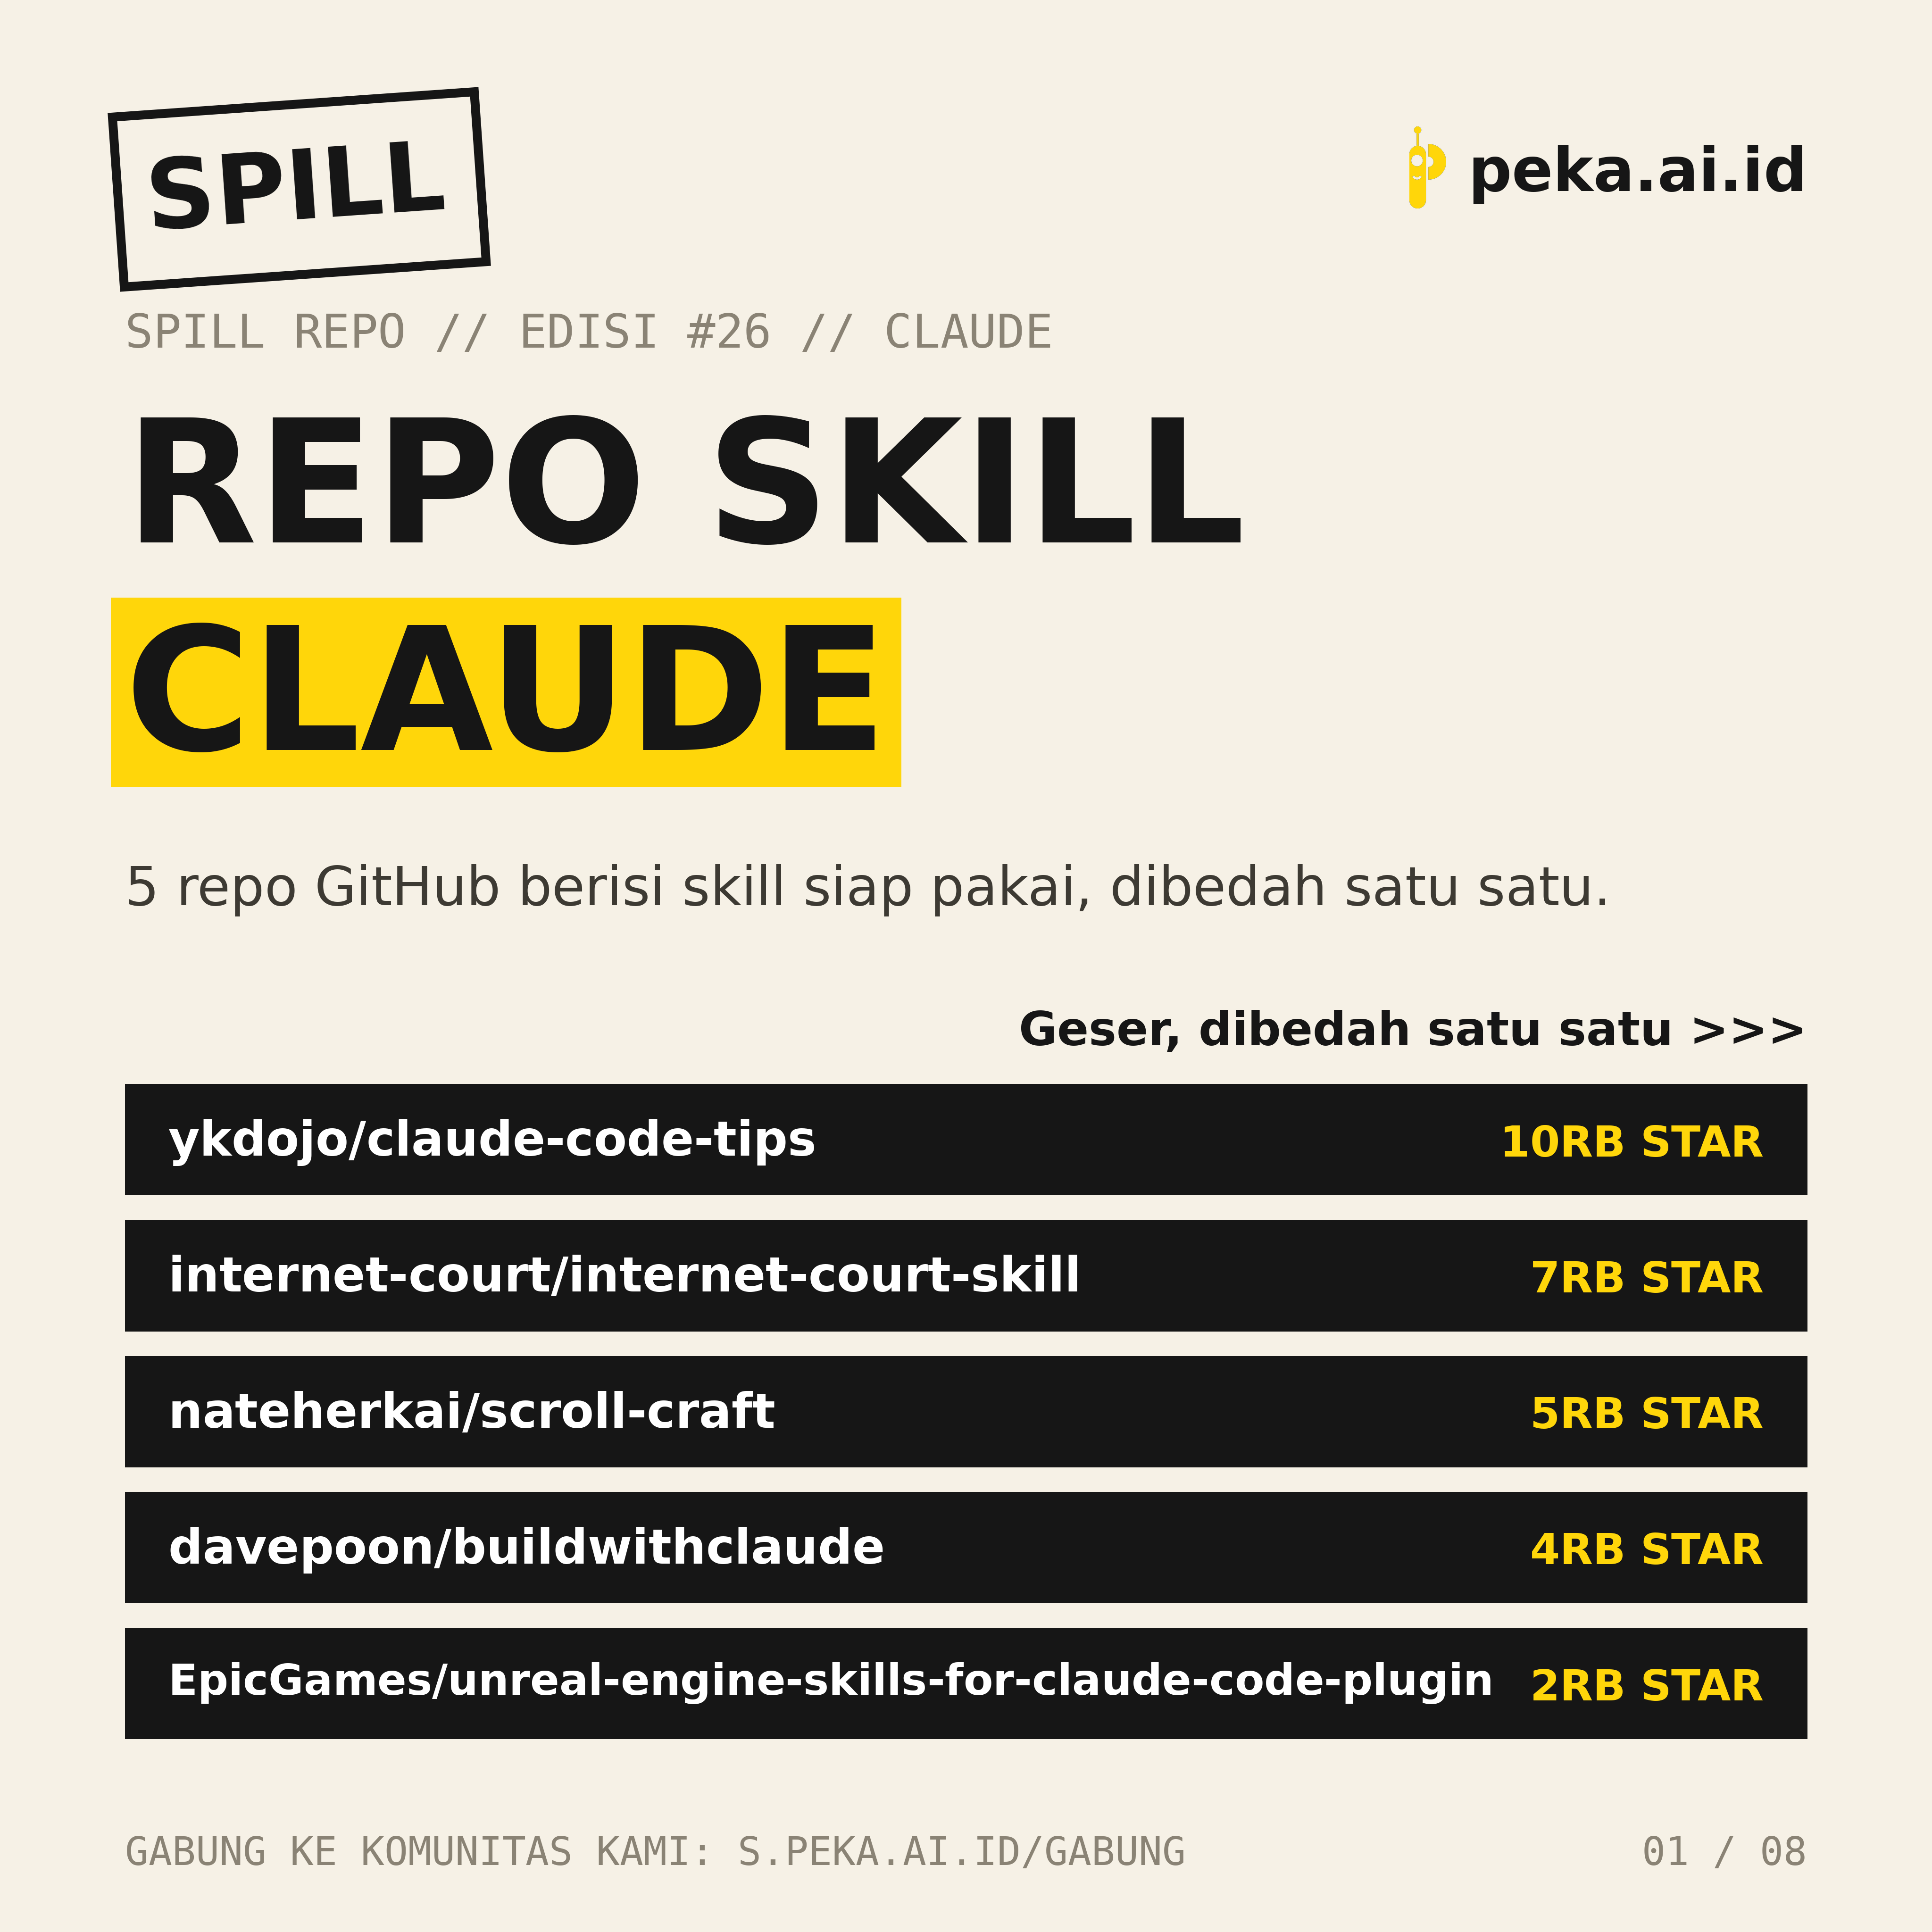 SPILL
peka.ai.id
SPILL REPO // EDISI #26 // CLAUDE
REPO SKILL
CLAUDE
5 repo GitHub berisi skill siap pakai, dibedah satu satu.
Geser, dibedah satu satu >>>
ykdojo/claude-code-tips 10RB STAR
internet-court/internet-court-skill 7RB STAR
nateherkai/scroll-craft 5RB STAR
davepoon/buildwithclaude 4RB STAR
EpicGames/unreal-engine-skills-for-claude-code-plugin 2RB STAR
GABUNG KE KOMUNITAS KAMI: S.PEKA.AI.ID/GABUNG 01 / 08